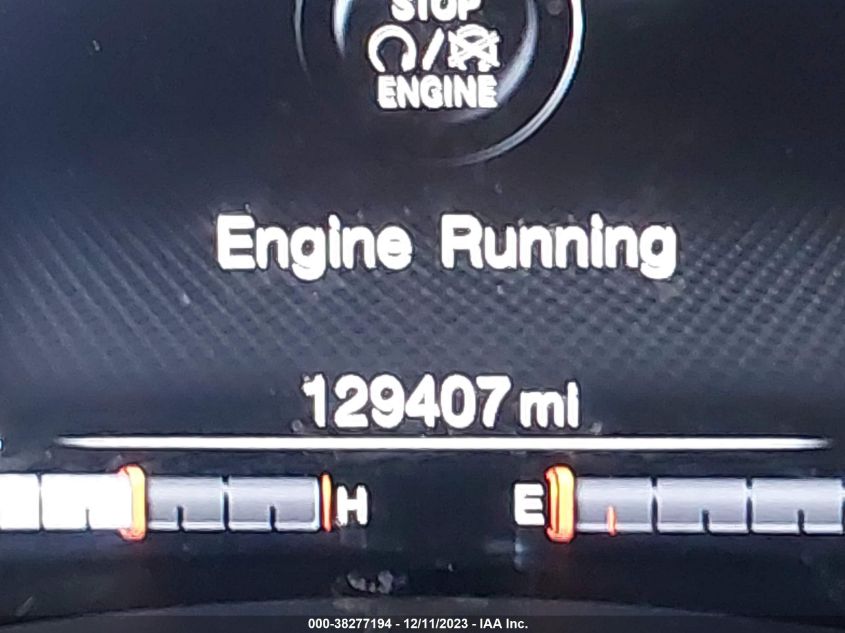 STOP
/
ENGINE
Engine Running
129407 mi
H E
000-38277194 - 12/11/2023 - IAA Inc.